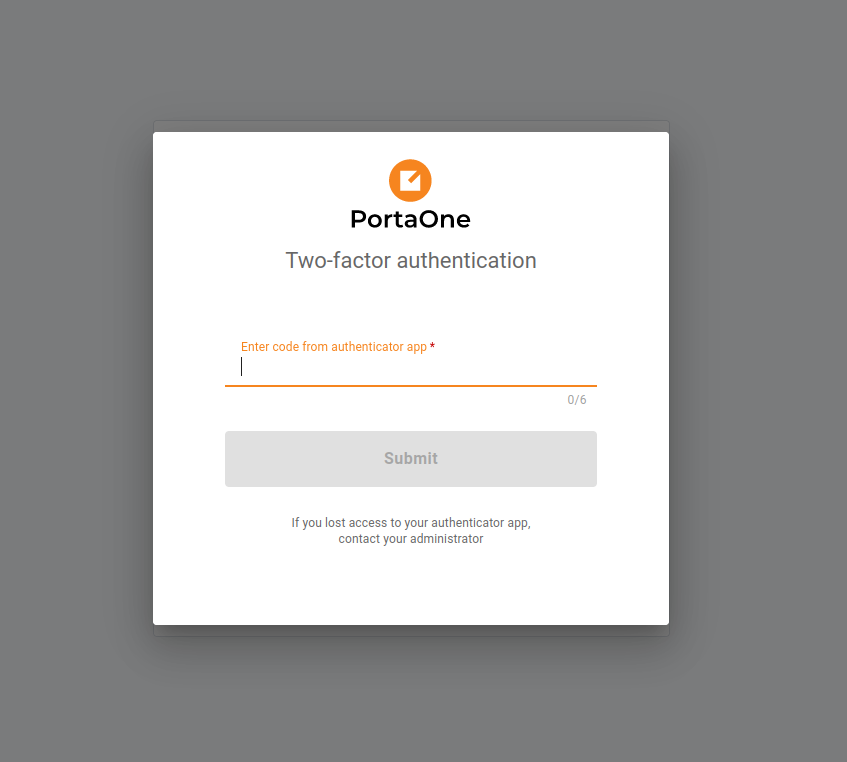 PortaOne
Two-factor authentication
Enter code from authenticator app *
0/6
Submit
If you lost access to your authenticator app,
contact your administrator